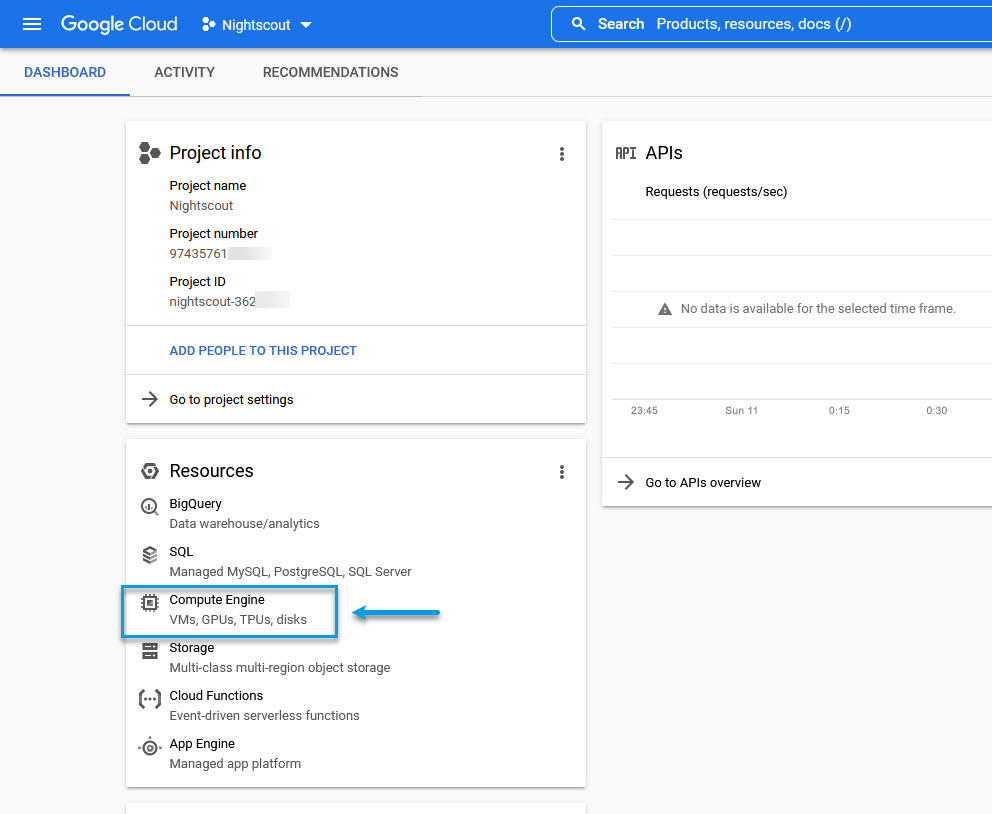 Google Cloud Nightscout Search Products, resources, docs (/)
DASHBOARD ACTIVITY RECOMMENDATIONS
Project info
Project name
Nightscout
Project number
97435761
Project ID
nightscout-362
ADD PEOPLE TO THIS PROJECT
Go to project settings
API APIs
Requests (requests/sec)
No data is available for the selected time frame.
23:45 Sun 11 0:15 0:30
Go to APIs overview
Resources
BigQuery
Data warehouse/analytics
SQL
Managed MySQL, PostgreSQL, SQL Server
Compute Engine
VMs, GPUs, TPUs, disks
Storage
Multi-class multi-region object storage
Cloud Functions
Event-driven serverless functions
App Engine
Managed app platform